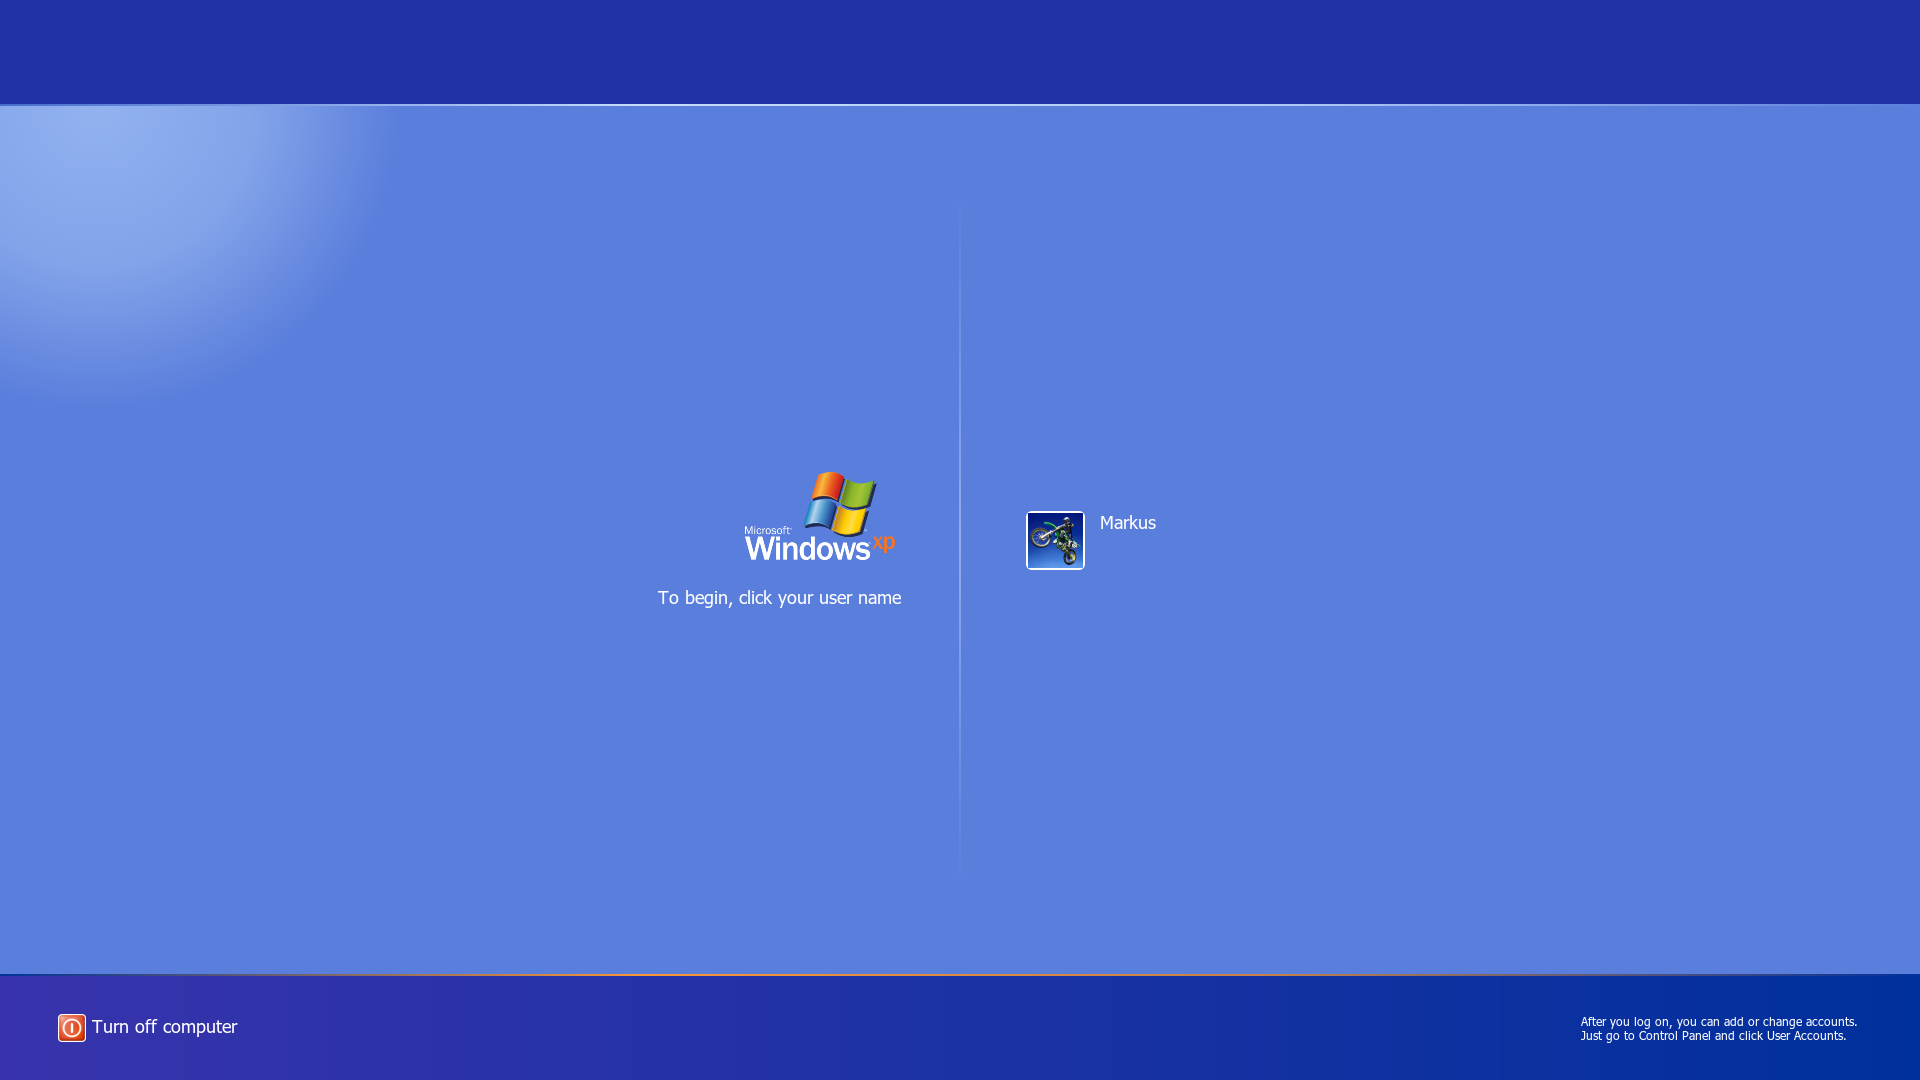 Microsoft
Windows xp
To begin, click your user name
Markus
Turn off computer
After you log on, you can add or change accounts.
Just go to Control Panel and click User Accounts.